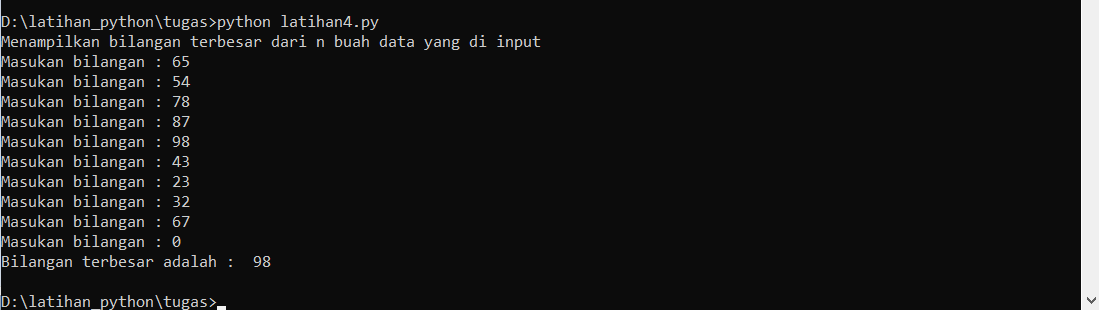 D:\latihan_python\tugas>python latihan4.py
Menampilkan bilangan terbesar dari n buah data yang di input
Masukan bilangan : 65
Masukan bilangan : 54
Masukan bilangan : 78
Masukan bilangan : 87
Masukan bilangan : 98
Masukan bilangan : 43
Masukan bilangan : 23
Masukan bilangan : 32
Masukan bilangan : 67
Masukan bilangan : 0
Bilangan terbesar adalah :  98
D:\latihan_python\tugas>